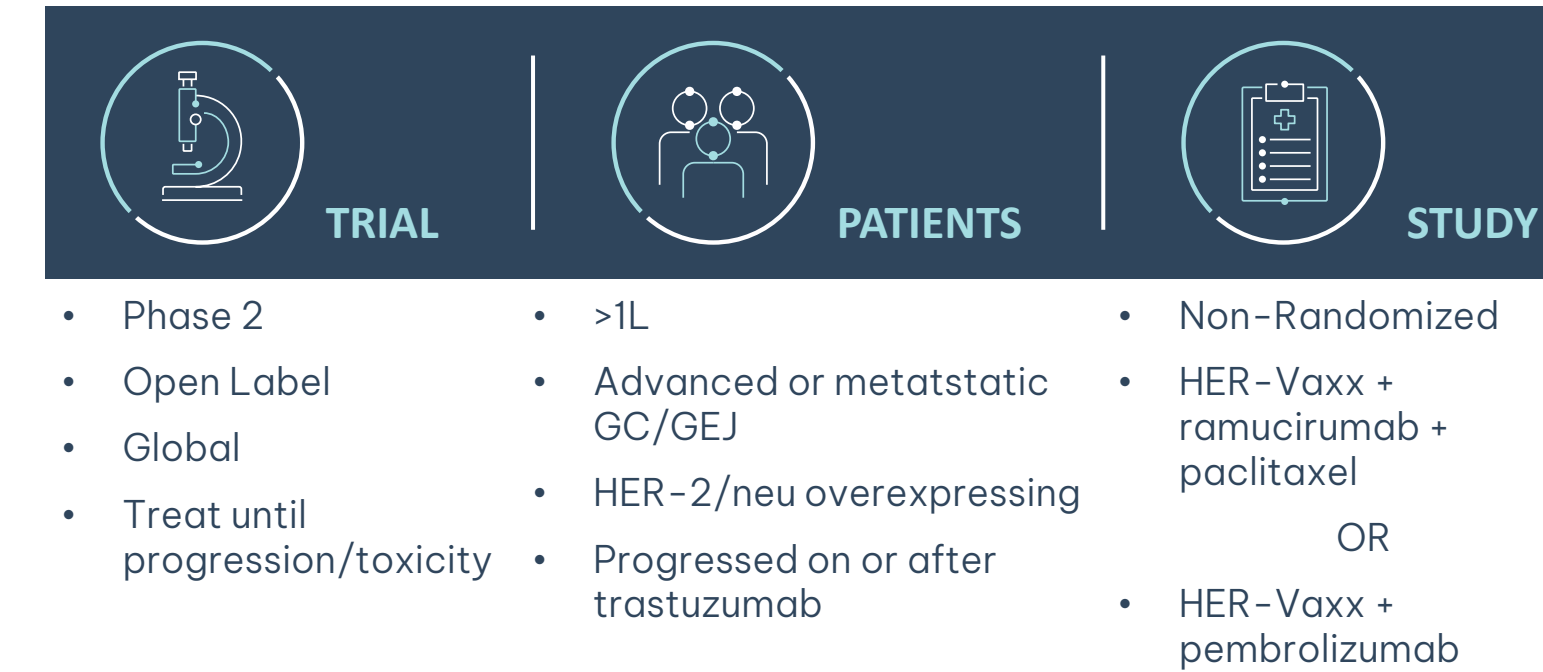 TRIAL
• Phase 2
• Open Label
• Global
• Treat until
progression/toxicity
PATIENTS
• >1L
• Advanced or metatstatic
GC/GEJ
• HER-2/neu overexpressing
• Progressed on or after
trastuzumab
STUDY
• Non-Randomized
• HER-Vaxx +
ramucirumab +
paclitaxel
OR
• HER-Vaxx +
pembrolizumab